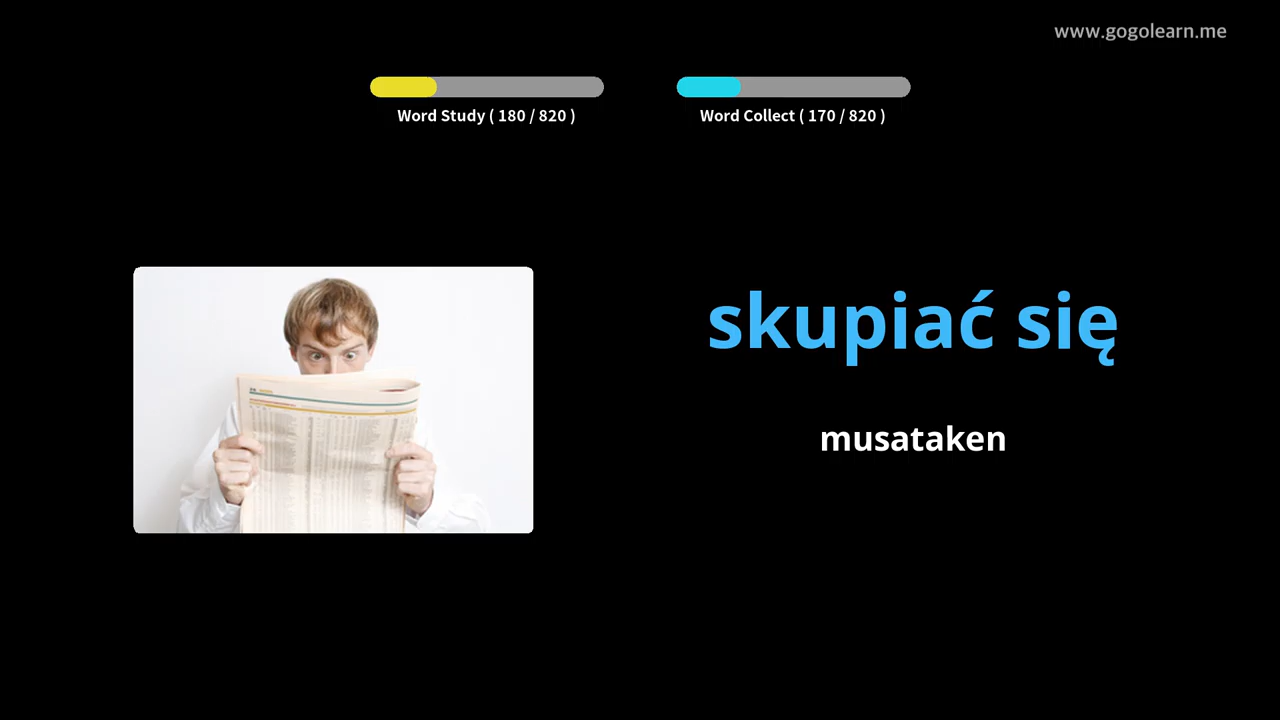 www.gogolearn.me
Word Study ( 180 / 820 )
Word Collect ( 170 / 820 )
skupiać się
musataken